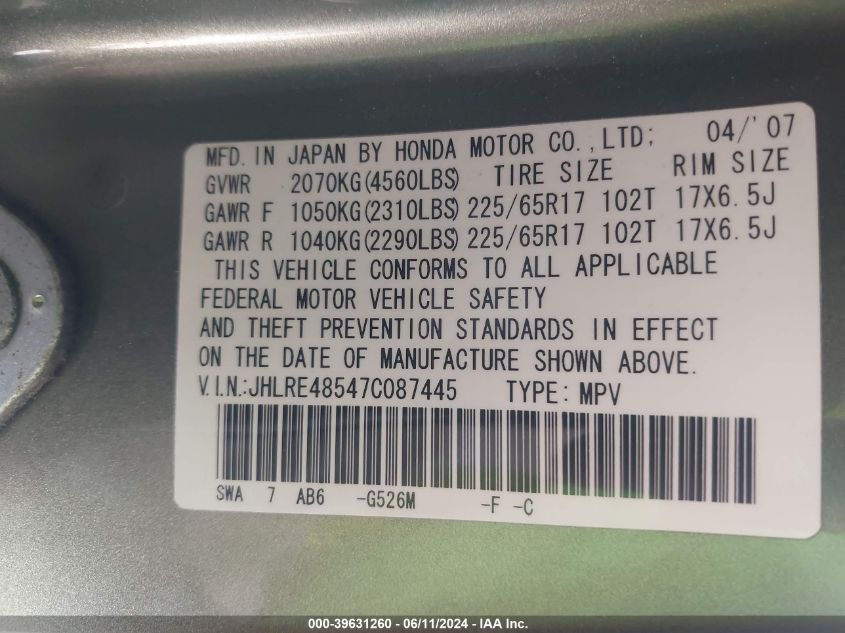 MFD. IN JAPAN BY HONDA MOTOR CO.,LTD; 04/'07
GVWR 2070KG(4560LBS) TIRE SIZE RIM SIZE
GAWR F 1050KG(2310LBS) 225/65R17 102T 17X6.5J
GAWR R 1040KG(2290LBS) 225/65R17 102T 17X6.5J
THIS VEHICLE CONFORMS TO ALL APPLICABLE
FEDERAL MOTOR VEHICLE SAFETY
AND THEFT PREVENTION STANDARDS IN EFFECT
ON THE DATE OF MANUFACTURE SHOWN ABOVE.
V.I.N.:JHLRE48547C087445 TYPE: MPV
SWA 7 AB6 -G526M -F -C
000-39631260 - 06/11/2024 - IAA Inc.